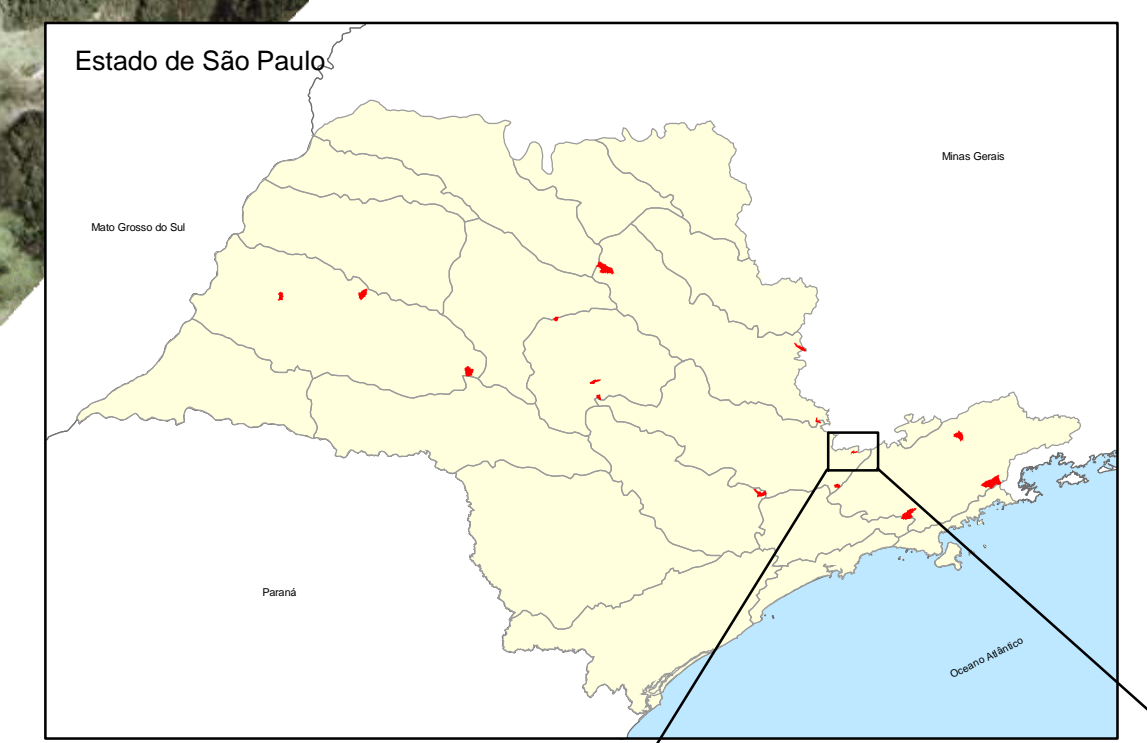 Estado de São Paulo
Minas Gerais
Mato Grosso do Sul
Paraná
Oceano Atlântico